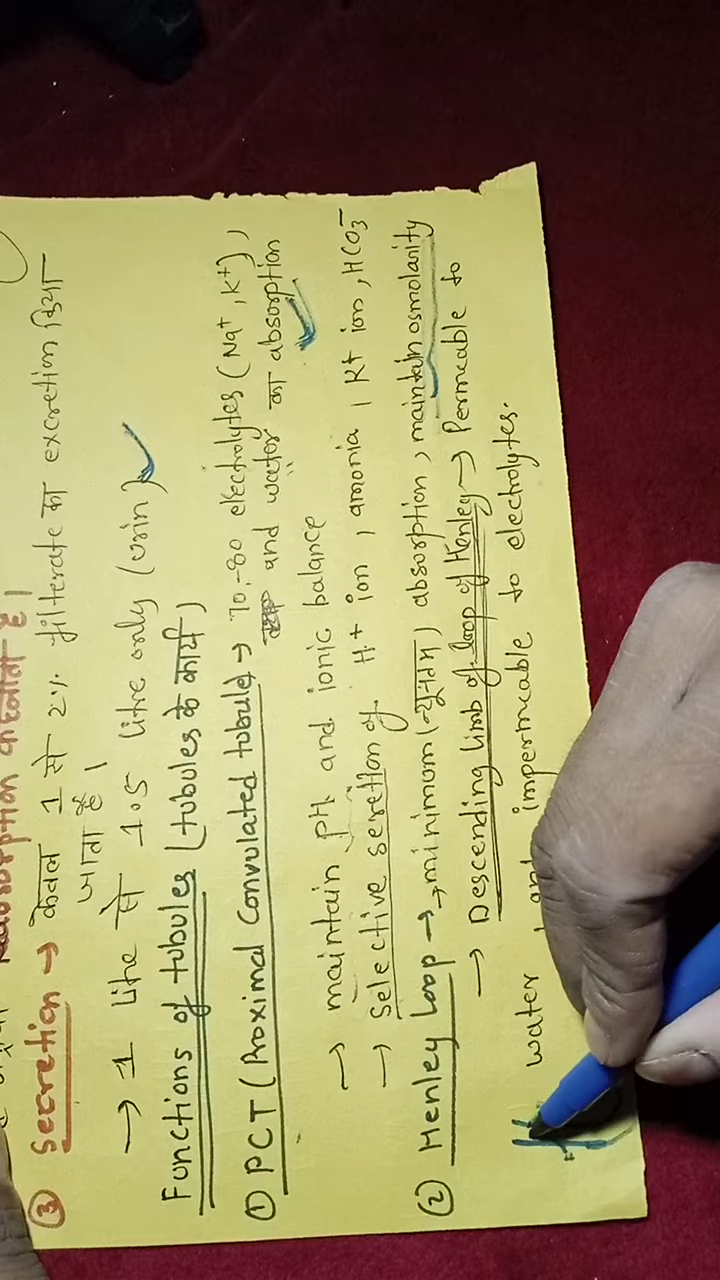 Reabsorption कहलाता है।
③ Secretion → केवल 1 से 2% filterate का excretion किया
जाता है।
→ 1 litre से 1.5 litre only (urin)
Functions of tubules (tubules के कार्य)
① PCT (Proximal Convulated tubule) → 70-80 electrolytes (Na⁺, K⁺),
and water का absorption
→ maintain pH and ionic balance
→ selective seretion of H⁺ ion, amonia, K⁺ ion, HCO₃⁻
② Henley Loop → → minimum (न्यूनतम) absorption, maintain osmolarity
→ Descending limb of loop of Henley → Permeable to
water impermeable to electrolytes.